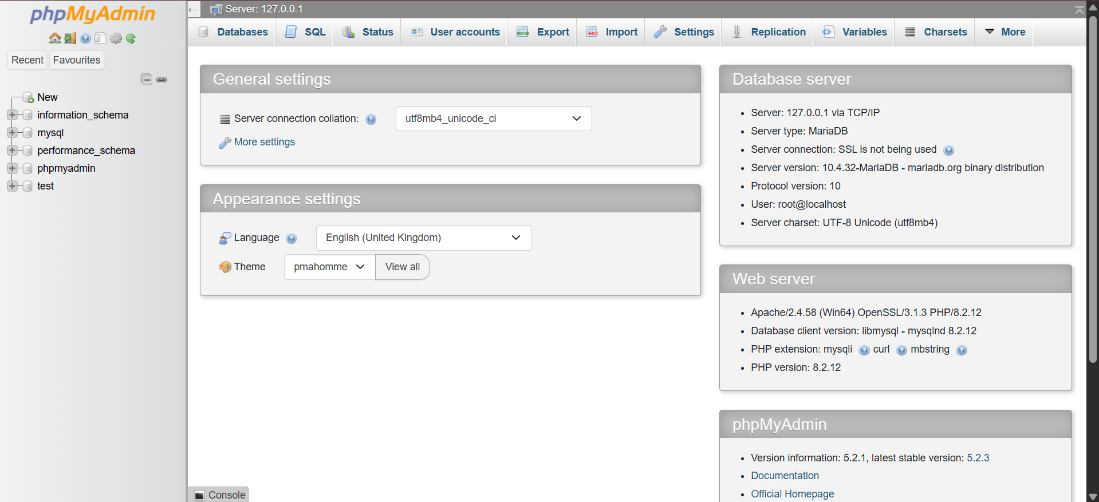 phpMyAdmin
Recent
Favourites
New
information_schema
mysql
performance_schema
phpmyadmin
test
Server: 127.0.0.1
Databases
SQL
Status
User accounts
Export
Import
Settings
Replication
Variables
Charsets
More
General settings
Server connection collation:
utf8mb4_unicode_ci
More settings
Appearance settings
Language
English (United Kingdom)
Theme
pmahomme
View all
Database server
Server: 127.0.0.1 via TCP/IP
Server type: MariaDB
Server connection: SSL is not being used
Server version: 10.4.32-MariaDB - mariadb.org binary distribution
Protocol version: 10
User: root@localhost
Server charset: UTF-8 Unicode (utf8mb4)
Web server
Apache/2.4.58 (Win64) OpenSSL/3.1.3 PHP/8.2.12
Database client version: libmysql - mysqlnd 8.2.12
PHP extension: mysqli curl mbstring
PHP version: 8.2.12
phpMyAdmin
Version information: 5.2.1, latest stable version: 5.2.3
Documentation
Official Homepage
Console